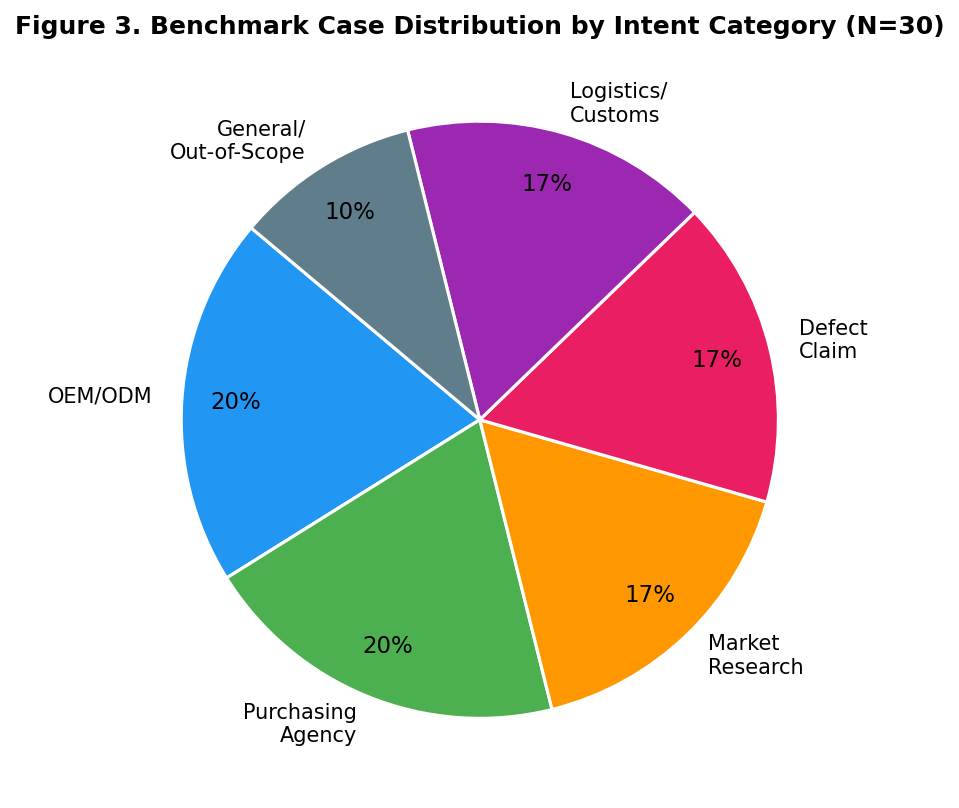 Figure 3. Benchmark Case Distribution by Intent Category (N=30)
Logistics/
Customs
17%
General/
Out-of-Scope
10%
Defect
Claim
17%
OEM/ODM
20%
Market
Research
17%
Purchasing
Agency
20%